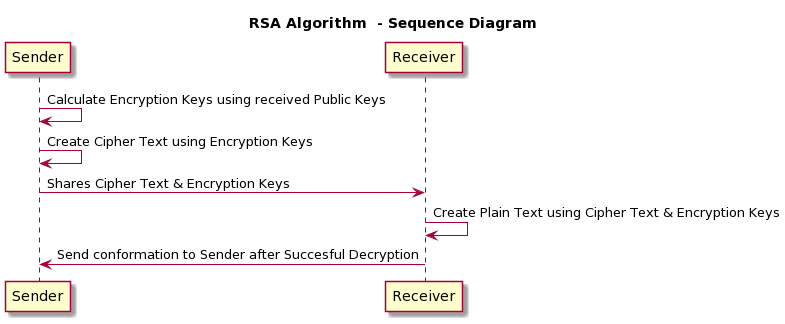 RSA Algorithm  - Sequence Diagram
Sender
Receiver
Calculate Encryption Keys using received Public Keys
Create Cipher Text using Encryption Keys
Shares Cipher Text & Encryption Keys
Create Plain Text using Cipher Text & Encryption Keys
Send conformation to Sender after Succesful Decryption
Sender
Receiver